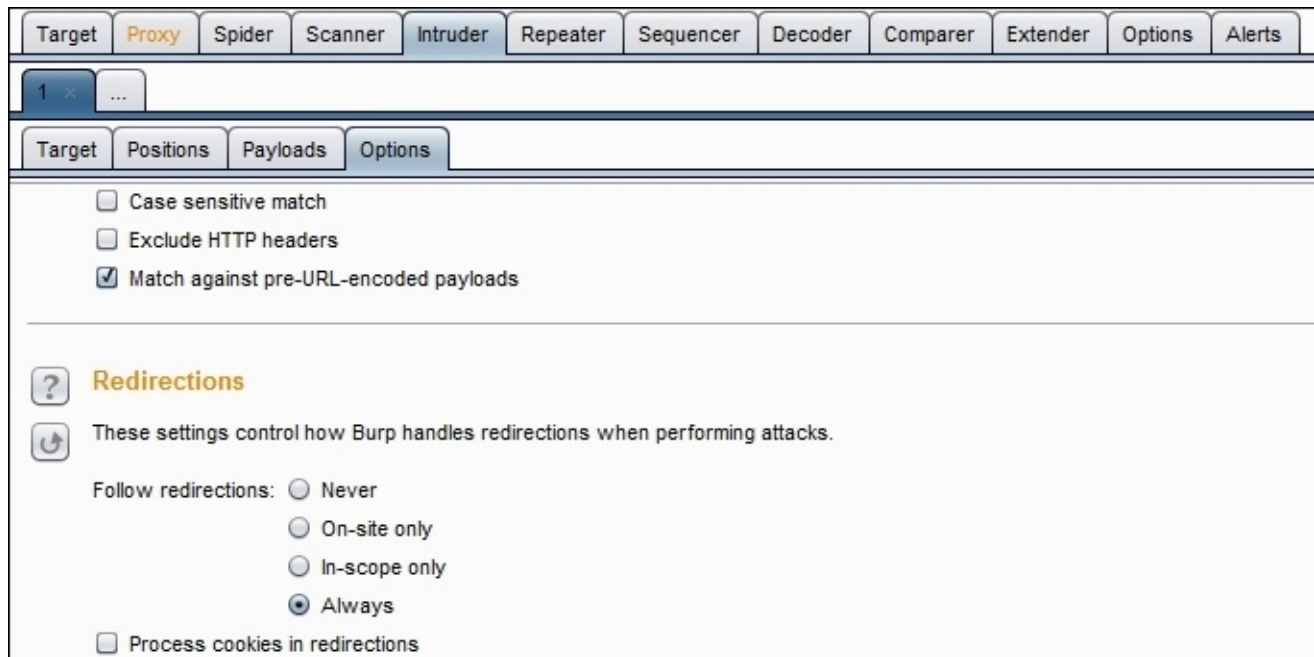 Target Proxy Spider Scanner Intruder Repeater Sequencer Decoder Comparer Extender Options Alerts
1 × ...
Target Positions Payloads Options
Case sensitive match
Exclude HTTP headers
Match against pre-URL-encoded payloads
? Redirections
These settings control how Burp handles redirections when performing attacks.
Follow redirections: Never
On-site only
In-scope only
Always
Process cookies in redirections